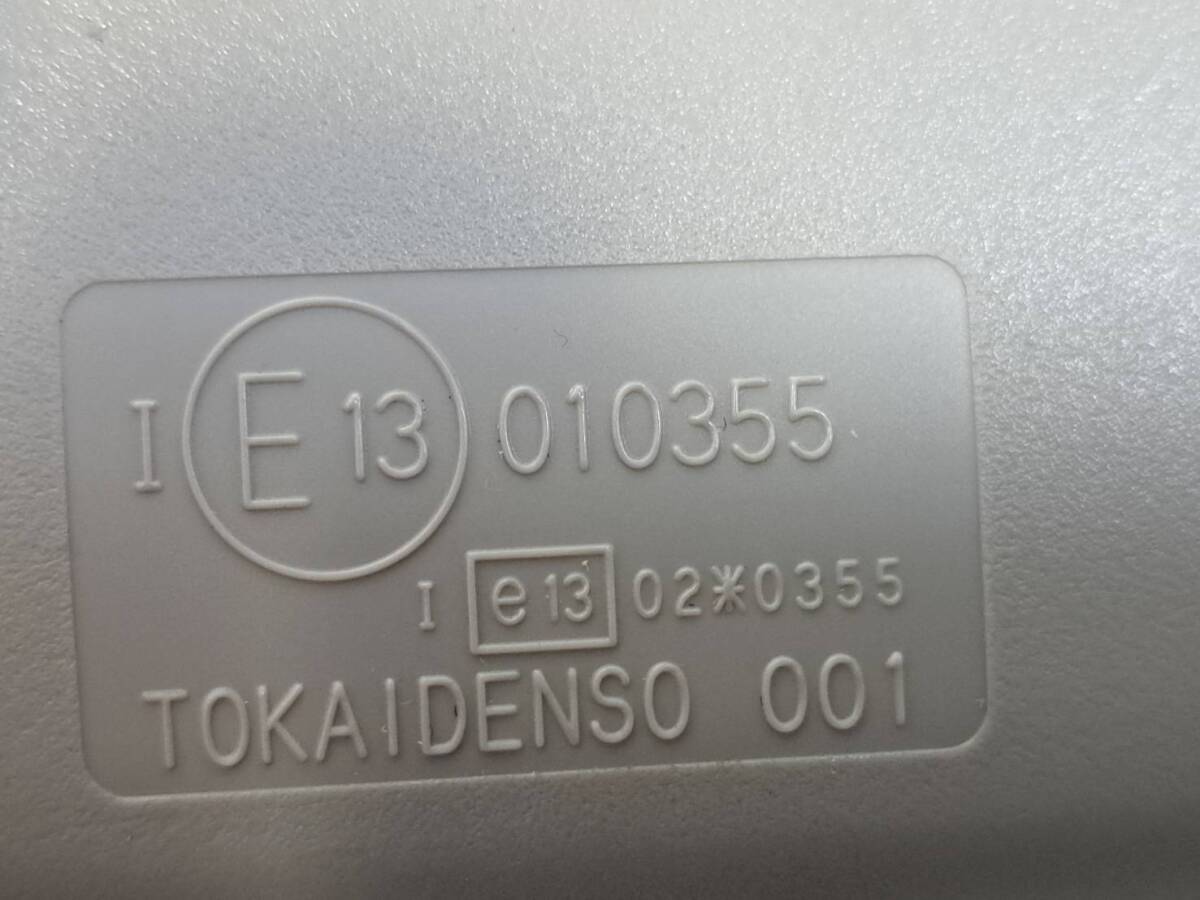 I E 13 010355
I e 13 02*0355
TOKAIDENSO 001